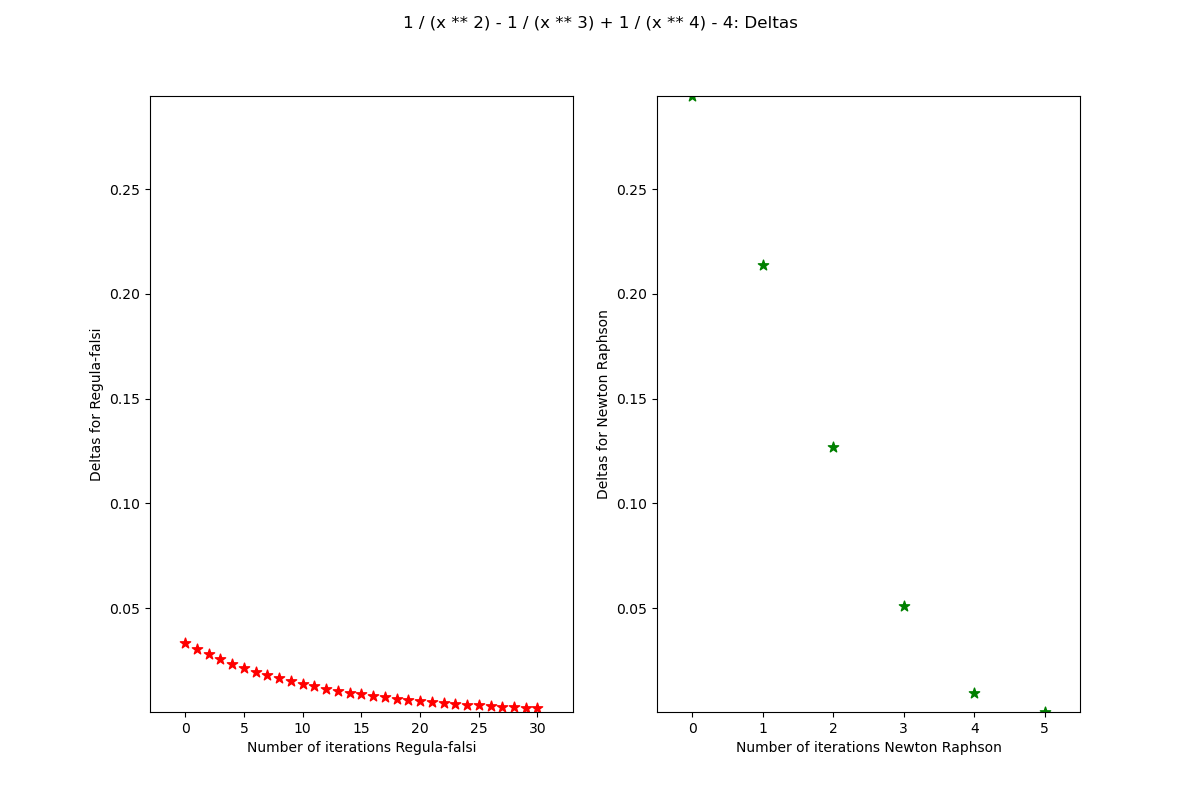 1 / (x ** 2) - 1 / (x ** 3) + 1 / (x ** 4) - 4: Deltas
Deltas for Regula-falsi
0.25
0.20
0.15
0.10
0.05
0 5 10 15 20 25 30
Number of iterations Regula-falsi
Deltas for Newton Raphson
0.25
0.20
0.15
0.10
0.05
0 1 2 3 4 5
Number of iterrations Newton Raphson